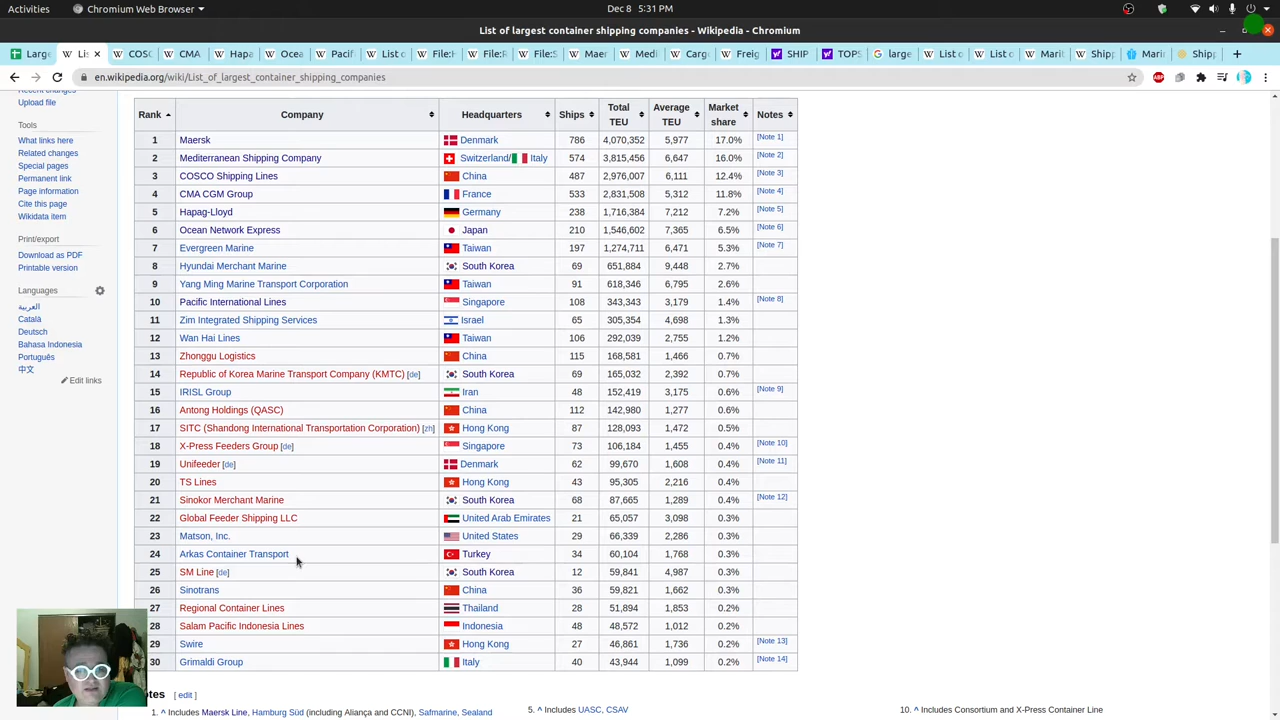 Activities
Chromium
Dec 8 5:31 PM
List of largest container shipping companies - Wikipedia - Chromium
Large
Li
COSC
CMA
Hapa
Ocea
Pacif
List o
File:H
File:S
Maer
Med
Carg
Freig
SHIP
TOPS
large
List o
List o
Marit
Shipp
Marin
Shipp
en.wikipedia.org/wiki/List_of_largest_container_shipping_companies
Recent changes
Upload file
Tools
What links here
Related changes
Special pages
Permanent link
Page information
Cite this page
Wikidata item
Print/export
Download as PDF
Printable version
Languages
العربية
Català
Deutsch
Bahasa Indonesia
Português
中文
Edit links
Rank Company Headquarters Ships Total TEU Average TEU Market share Notes
1 Maersk Denmark 786 4,070,352 5,977 17.0% [Note 1]
2 Mediterranean Shipping Company Switzerland/ Italy 574 3,815,456 6,647 16.0% [Note 2]
3 COSCO Shipping Lines China 487 2,976,007 6,111 12.4% [Note 3]
4 CMA CGM Group France 533 2,831,508 5,312 11.8% [Note 4]
5 Hapag-Lloyd Germany 238 1,716,384 7,212 7.2% [Note 5]
6 Ocean Network Express Japan 210 1,546,602 7,365 6.5% [Note 6]
7 Evergreen Marine Taiwan 197 1,274,711 6,471 5.3% [Note 7]
8 Hyundai Merchant Marine South Korea 69 651,884 9,448 2.7%
9 Yang Ming Marine Transport Corporation Taiwan 91 618,346 6,795 2.6%
10 Pacific International Lines Singapore 108 343,343 3,179 1.4% [Note 8]
11 Zim Integrated Shipping Services Israel 65 305,354 4,698 1.3%
12 Wan Hai Lines Taiwan 106 292,039 2,755 1.2%
13 Zhonggu Logistics China 115 168,581 1,466 0.7%
14 Republic of Korea Marine Transport Company (KMTC) [de] South Korea 69 165,032 2,392 0.7%
15 IRISL Group Iran 48 152,419 3,175 0.6% [Note 9]
16 Antong Holdings (QASC) China 112 142,980 1,277 0.6%
17 SITC (Shandong International Transportation Corporation) [zh] Hong Kong 87 128,093 1,472 0.5%
18 X-Press Feeders Group [de] Singapore 73 106,184 1,455 0.4% [Note 10]
19 Unifeeder [de] Denmark 62 99,670 1,608 0.4% [Note 11]
20 TS Lines Hong Kong 43 95,305 2,216 0.4%
21 Sinokor Merchant Marine South Korea 68 87,665 1,289 0.4% [Note 12]
22 Global Feeder Shipping LLC United Arab Emirates 21 65,057 3,098 0.3%
23 Matson, Inc. United States 29 66,339 2,286 0.3%
24 Arkas Container Transport Turkey 34 60,104 1,768 0.3%
25 SM Line [de] South Korea 12 59,841 4,987 0.3%
26 Sinotrans China 36 59,821 1,662 0.3%
27 Regional Container Lines Thailand 28 51,894 1,853 0.2%
28 Salam Pacific Indonesia Lines Indonesia 48 48,572 1,012 0.2%
29 Swire Hong Kong 27 46,861 1,736 0.2% [Note 13]
30 Grimaldi Group Italy 40 43,944 1,099 0.2% [Note 14]
otes [ edit ]
1. ^ Includes Maersk Line, Hamburg Süd (including Aliança and CCNI), Safmarine, Sealand
5. ^ Includes UASC, CSAV
10. ^ Includes Consortium and X-Press Container Line